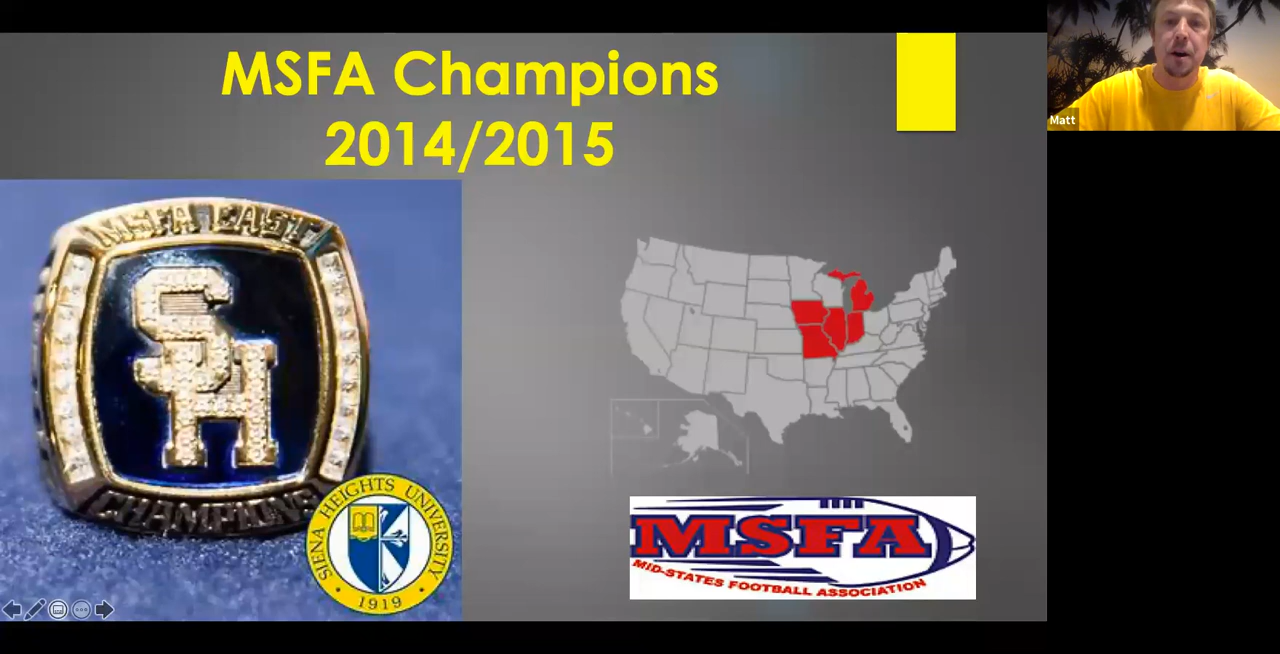 MSFA Champions
2014/2015
Matt
MSFA EAST
SH
CHAMPIONS
SIENA HEIGHTS UNIVERSITY
1919
MSFA
MID-STATES FOOTBALL ASSOCIATION